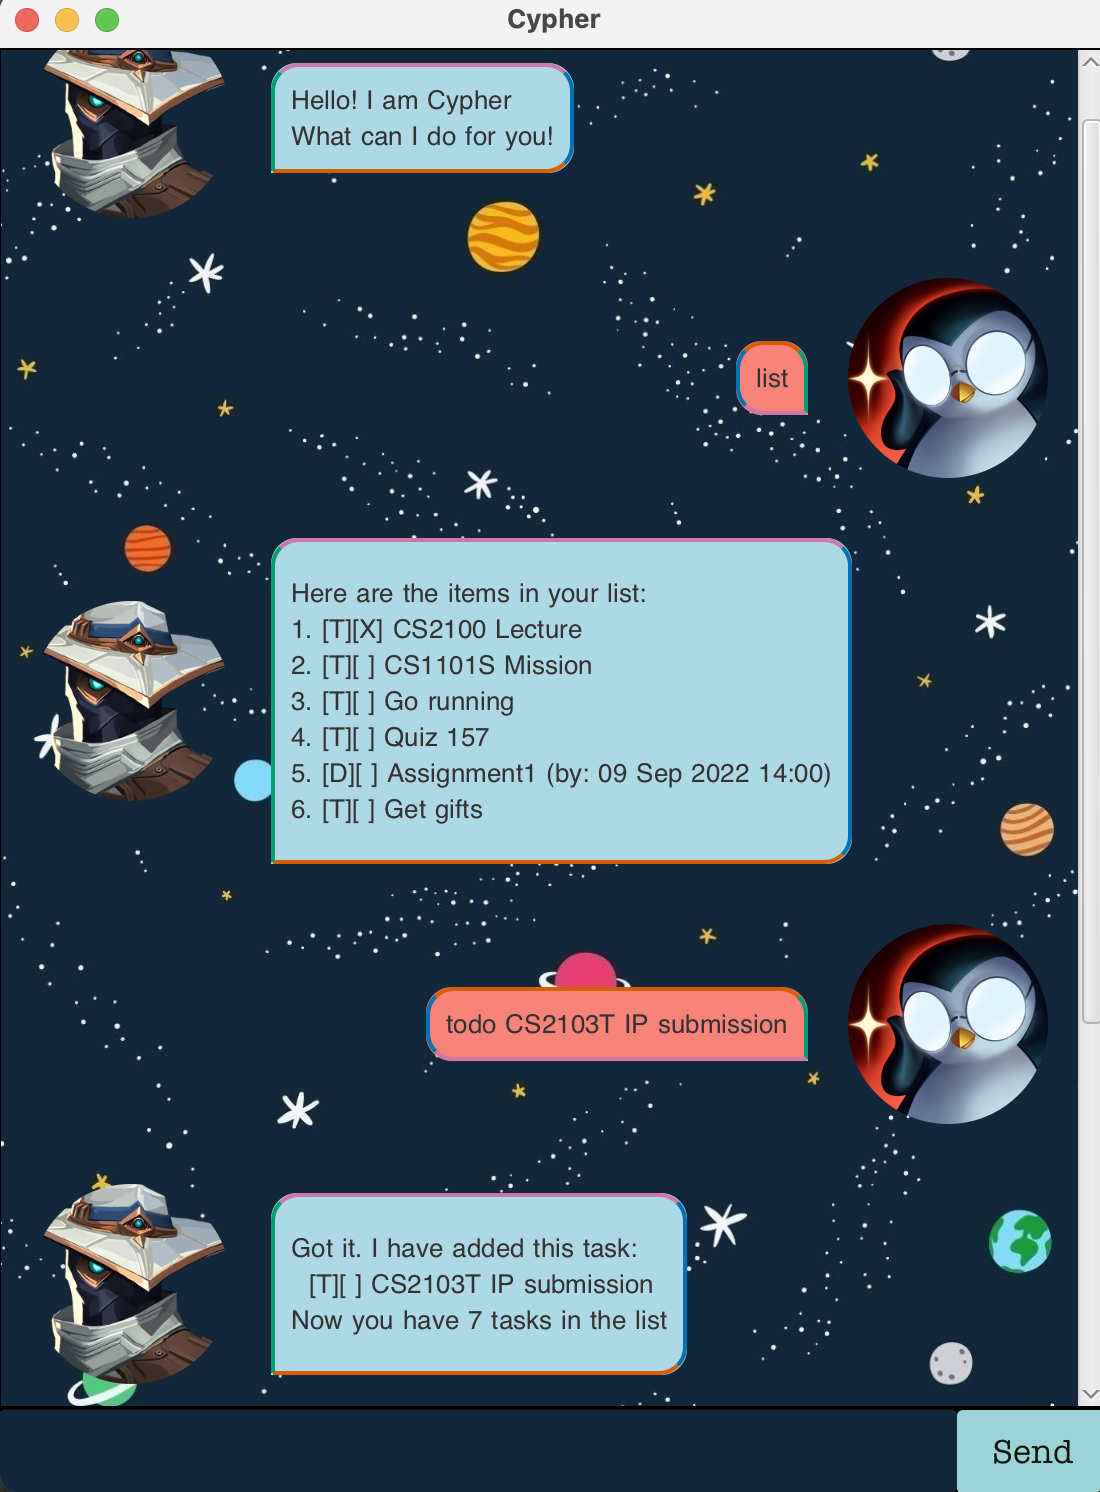 Cypher
Hello! I am Cypher
What can I do for you!
list
Here are the items in your list:
1. [T][X] CS2100 Lecture
2. [T][ ] CS1101S Mission
3. [T][ ] Go running
4. [T][ ] Quiz 157
5. [D][ ] Assignment1 (by: 09 Sep 2022 14:00)
6. [T][ ] Get gifts
todo CS2103T IP submission
Got it. I have added this task:
[T][ ] CS2103T IP submission
Now you have 7 tasks in the list
Send